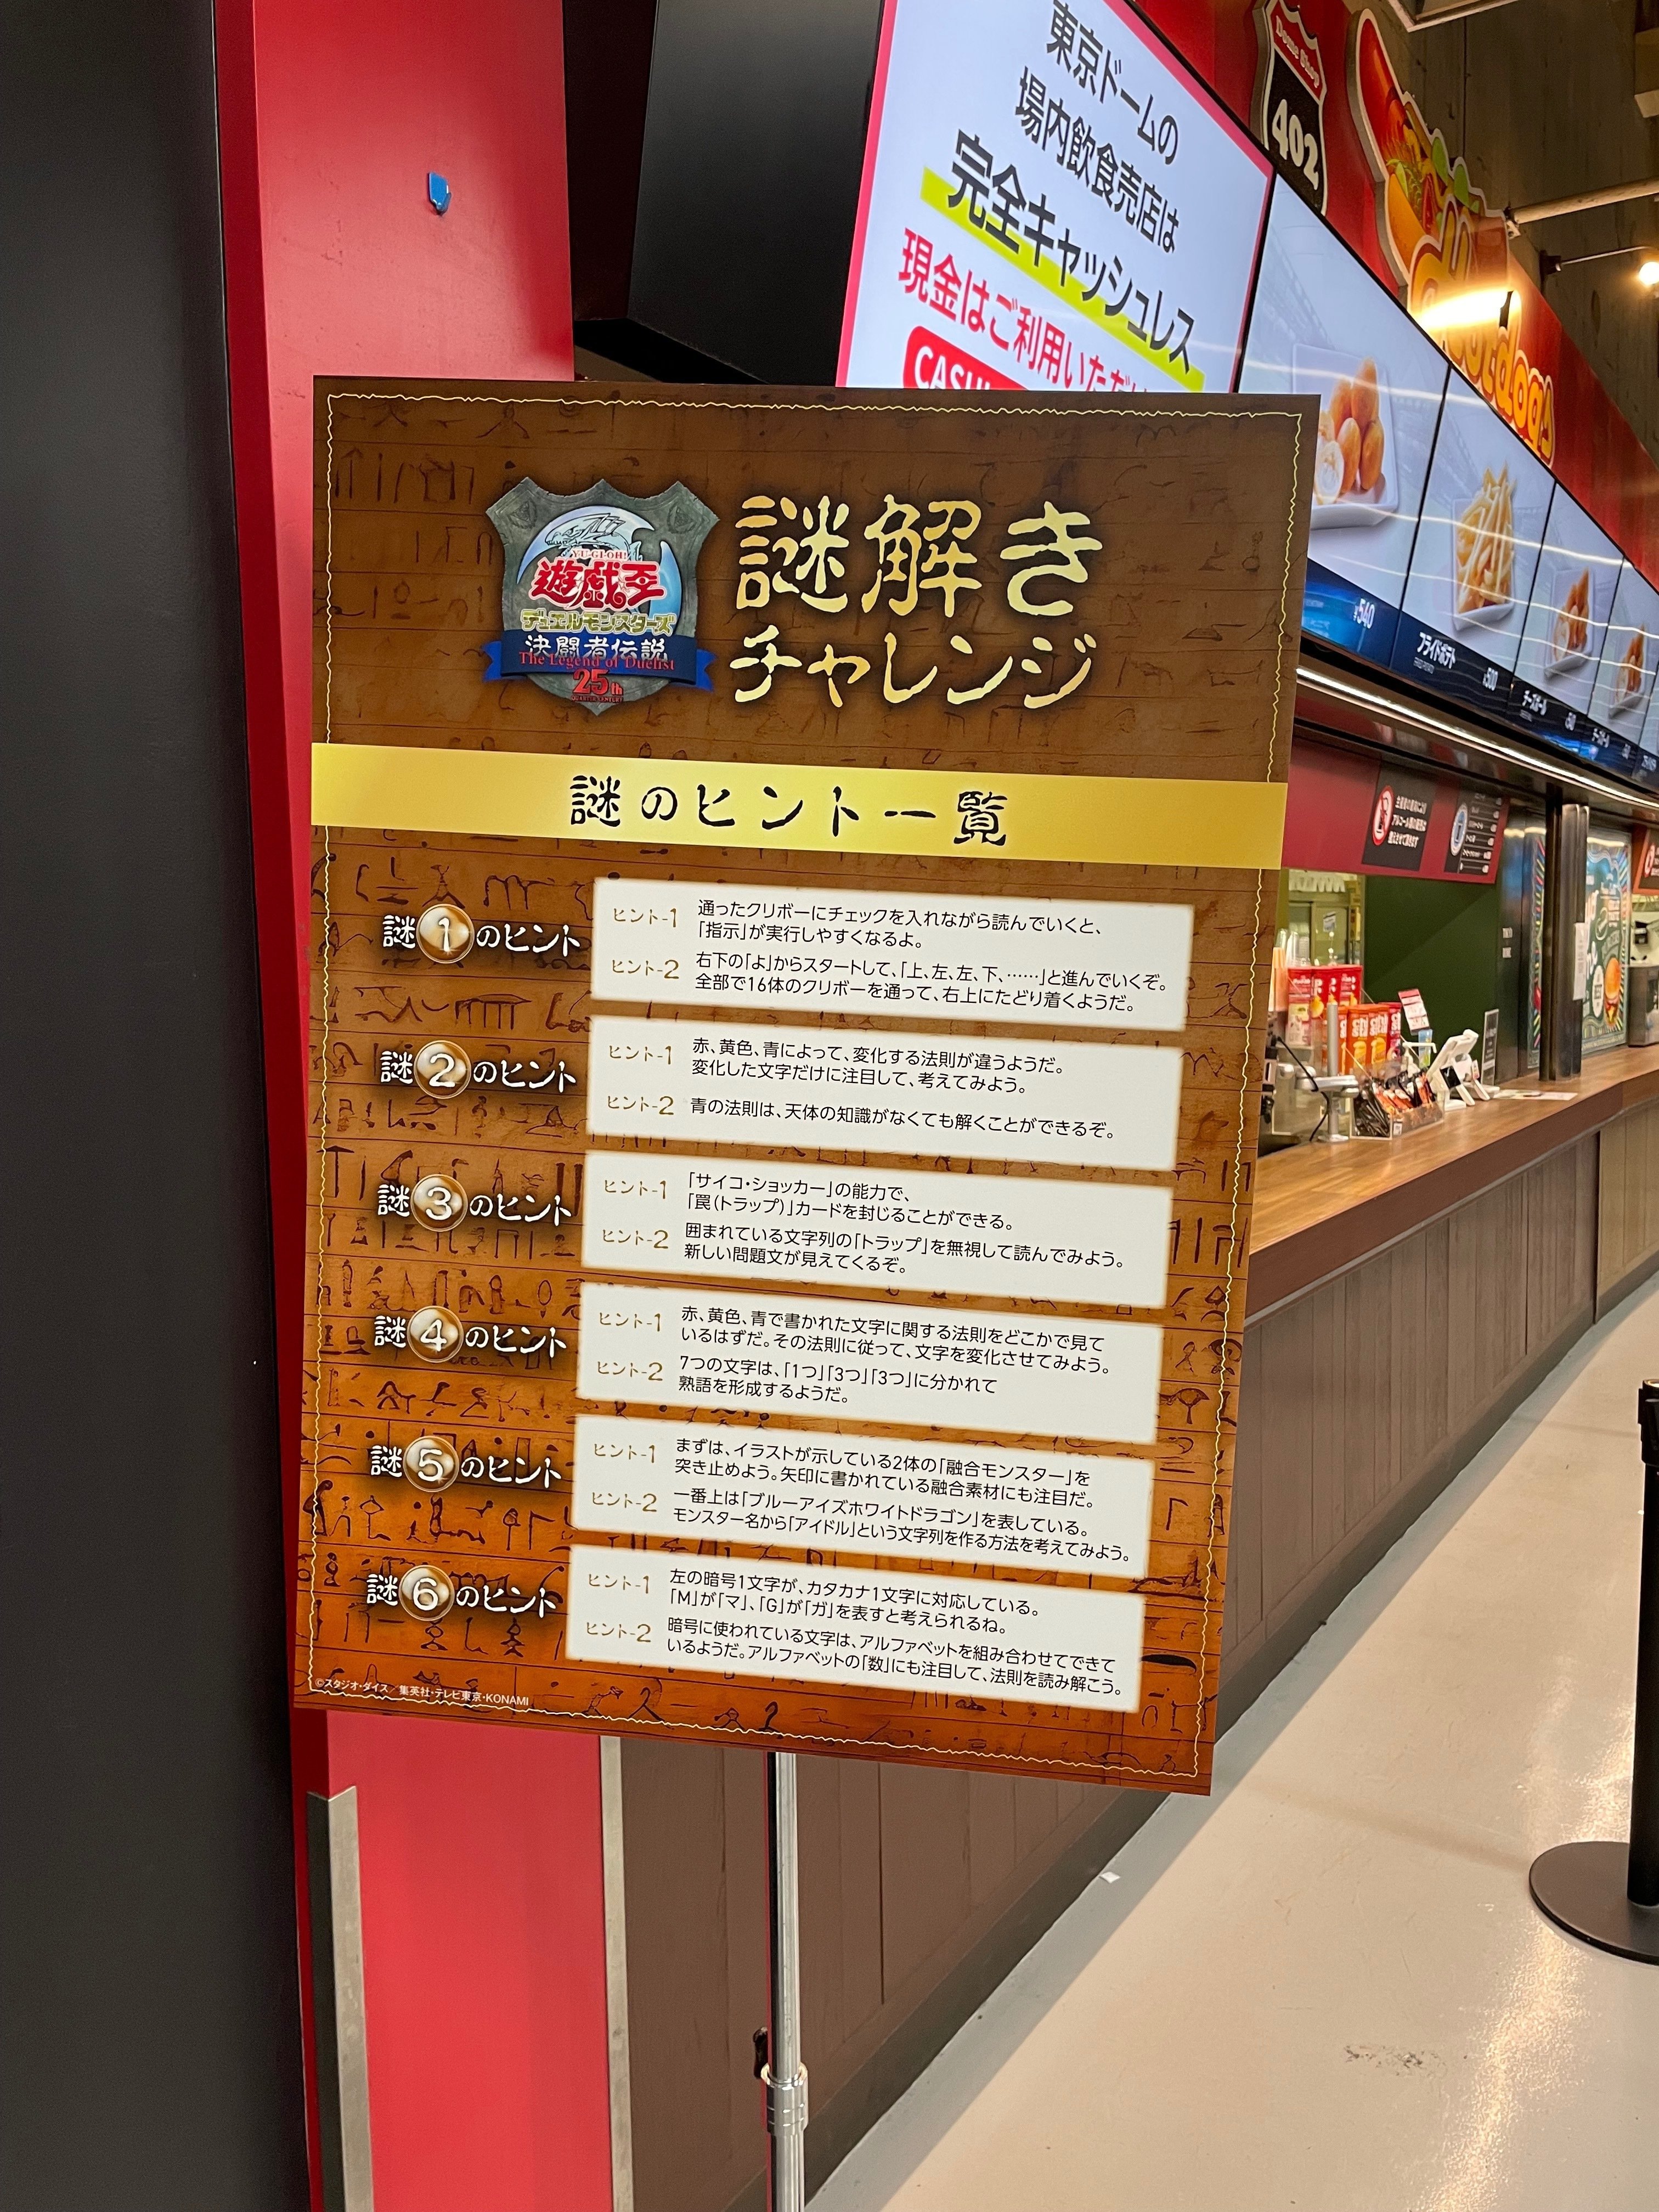 東京ドームの
場内飲食売店は
完全キャッシュレス
現金はご利用いただけ
Dome Shop
402
YU-GI-OH!
遊戯王
デュエルモンスターズ
決闘者伝説
The Legend of Duelist
25th
謎解き
チャレンジ
謎のヒント一覧
謎1のヒント
ヒント-1 通ったクリボーにチェックを入れながら読んでいくと、
「指示」が実行しやすくなるよ。
ヒント-2 右下の「よ」からスタートして、「上、左、左、下、……」と進んでいくぞ。
全部で16体のクリボーを通って、右上にたどり着くようだ。
謎2のヒント
ヒント-1 赤、黄色、青によって、変化する法則が違うようだ。
変化した文字だけに注目して、考えてみよう。
ヒント-2 青の法則は、天体の知識がなくても解くことができるぞ。
謎3のヒント
ヒント-1 「サイコ・ショッカー」の能力で、
「罠(トラップ)」カードを封じることができる。
ヒント-2 囲まれている文字列の「トラップ」を無視して読んでみよう。
新しい問題文が見えてくるぞ。
謎4のヒント
ヒント-1 赤、黄色、青で書かれた文字に関する法則をどこかで見て
いるはずだ。その法則に従って、文字を変化させてみよう。
ヒント-2 7つの文字は、「1つ」「3つ」「3つ」に分かれて
熟語を形成するようだ。
謎5のヒント
ヒント-1 まずは、イラストが示している2体の「融合モンスター」を
突き止めよう。矢印に書かれている融合素材にも注目だ。
ヒント-2 一番上は「ブルーアイズホワイトドラゴン」を表している。
モンスター名から「アイドル」という文字列を作る方法を考えてみよう。
謎6のヒント
ヒント-1 左の暗号1文字が、カタカナ1文字に対応している。
「M」が「マ」、「G」が「ガ」を表すと考えられるね。
ヒント-2 暗号に使われている文字は、アルファベットを組み合わせてできて
いるようだ。アルファベットの「数」にも注目して、法則を読み解こう。
©スタジオ・ダイス/集英社・テレビ東京・KONAMI
¥540
フライドポテト
¥500